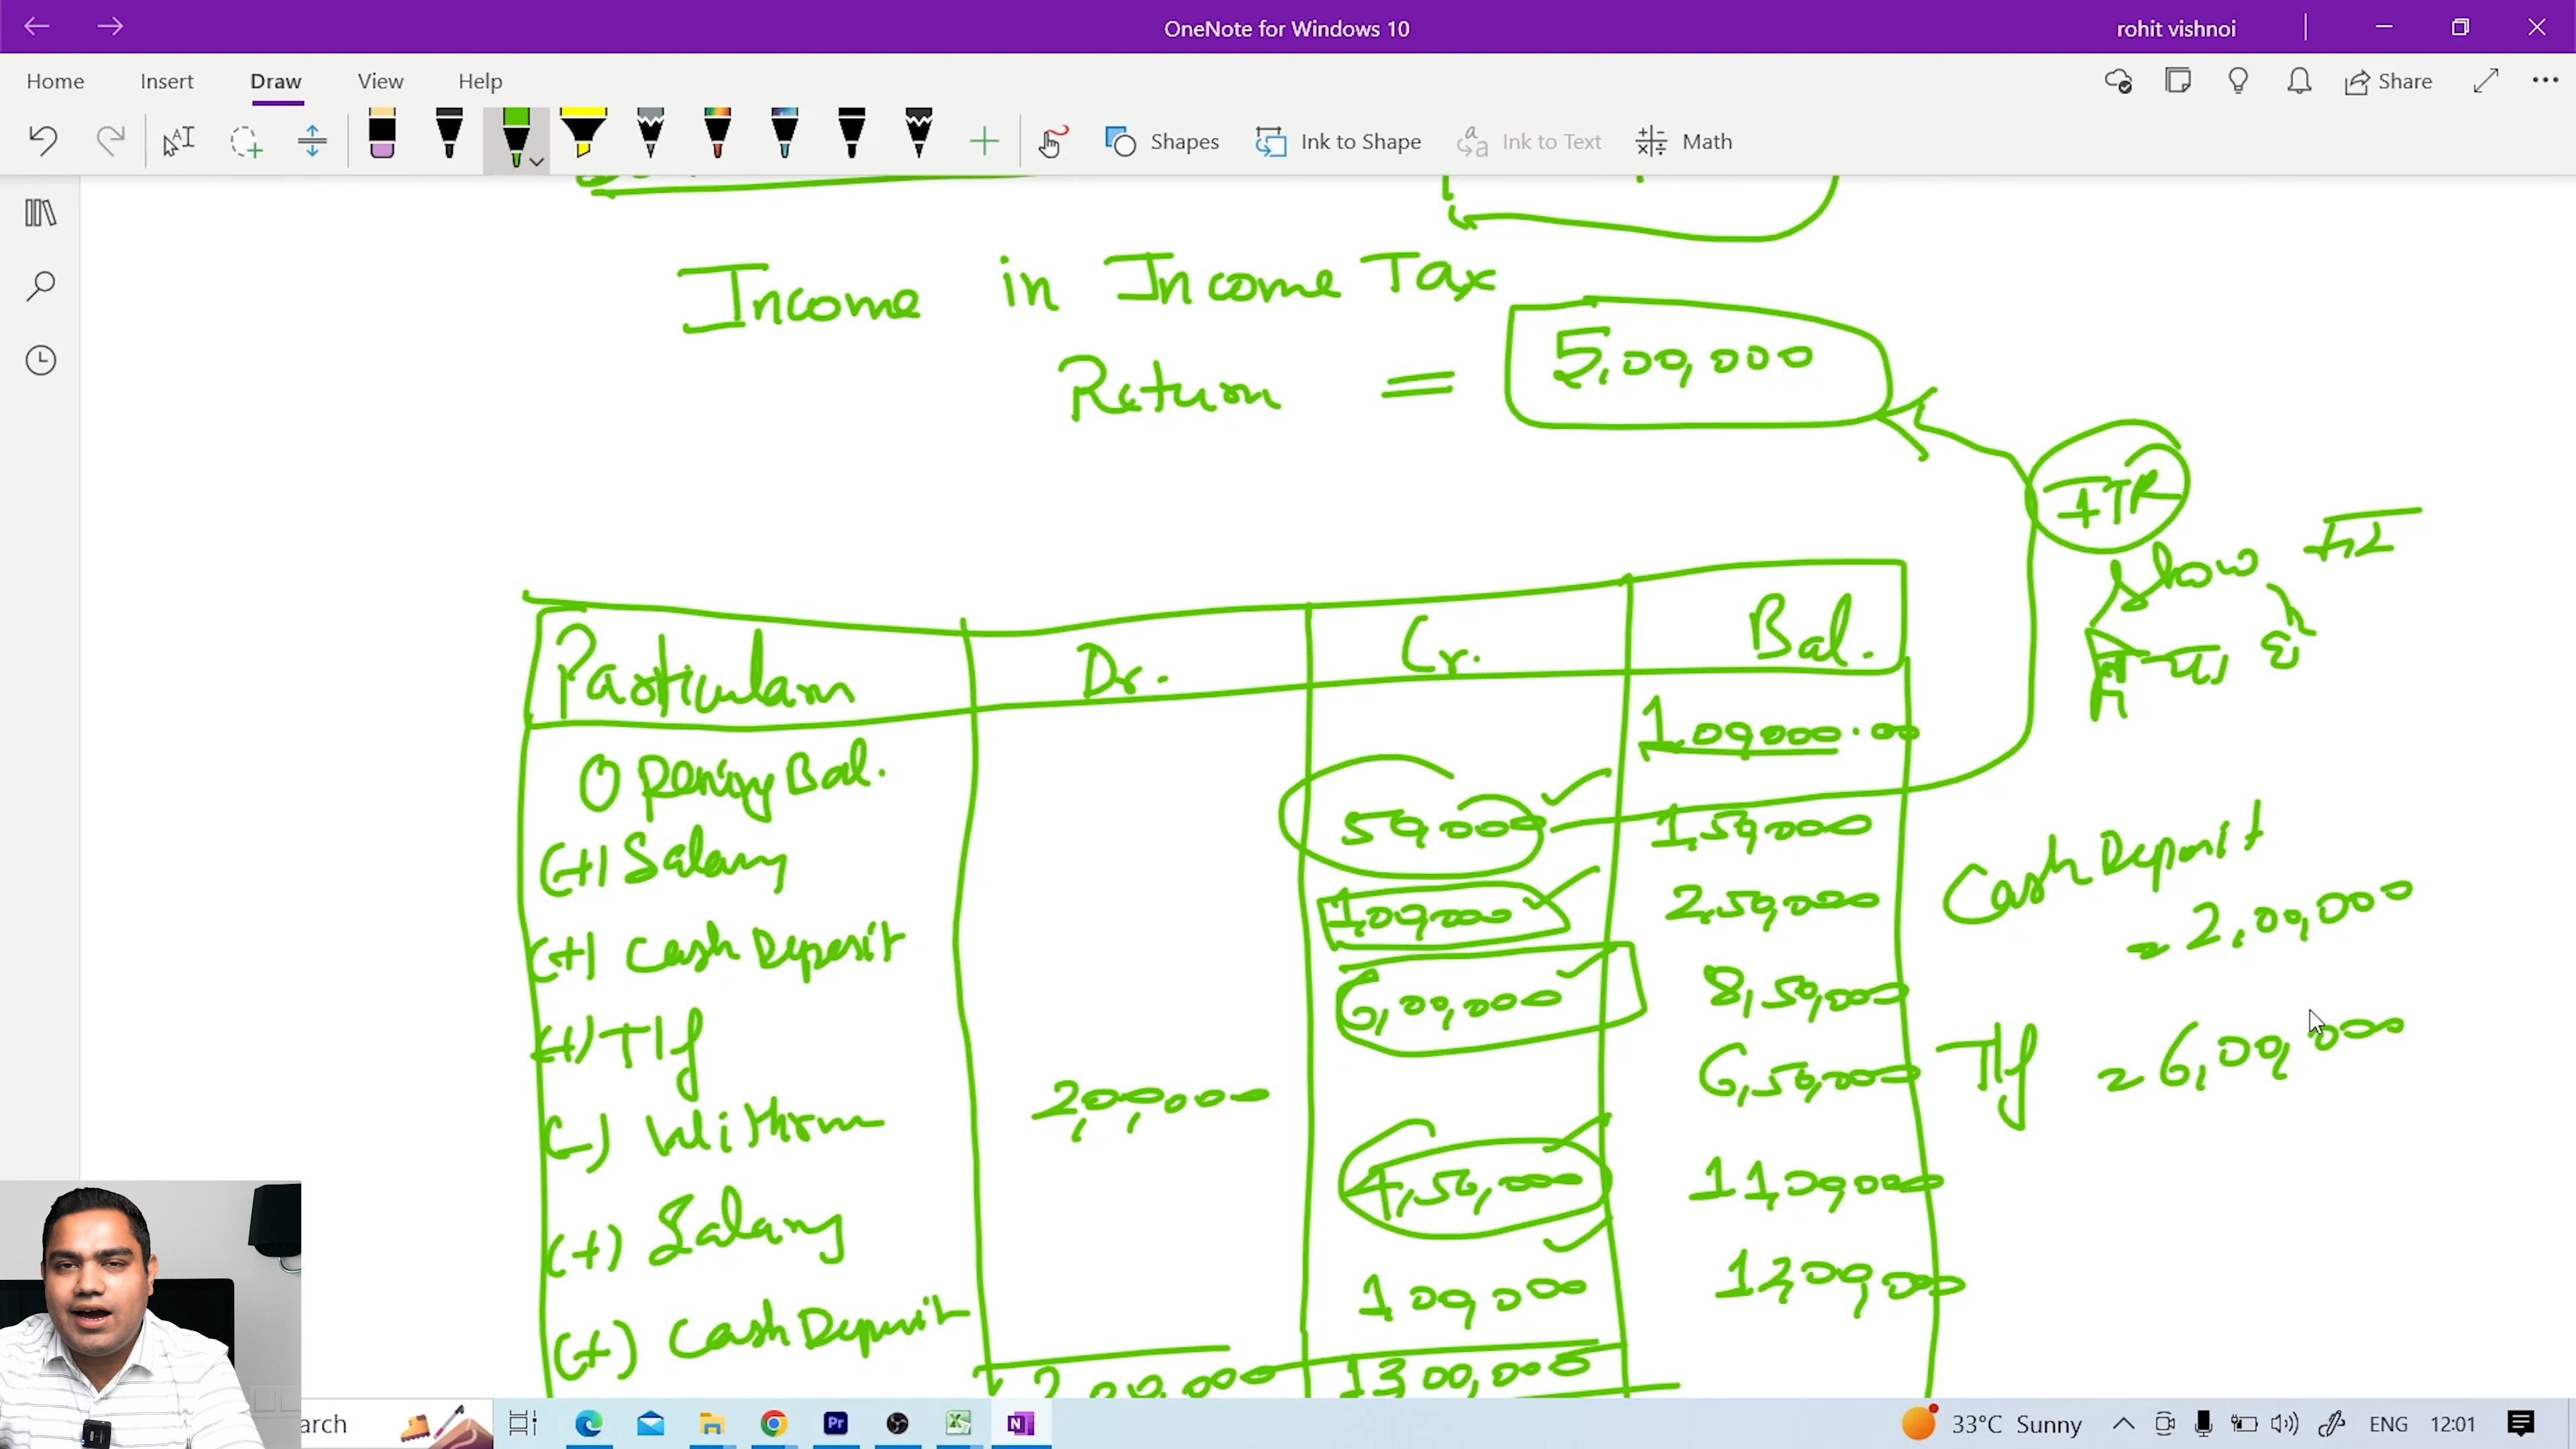 OneNote for Windows 10
rohit vishnoi
Home Insert Draw View Help
Share
Shapes Ink to Shape Ink to Text Math
Income in Income Tax
Return = 5,00,000
ITR
Show
Particulars Dr. Cr. Bal.
Opening Bal. 1,00,000.00
(+) Salary 50,000 1,50,000
(+) Cash Deposit 1,00,000 2,50,000
(+) Tlf 6,00,000 8,50,000
(-) 2,00,000 6,50,000
(+) Salary 4,50,000 11,00,000
(+) Cash Deposit 1,00,000 12,00,000
2,00,000 13,00,000
Cash Deposit
= 2,00,000
Tlf = 6,00,000
arch
33°C Sunny
ENG
12:01